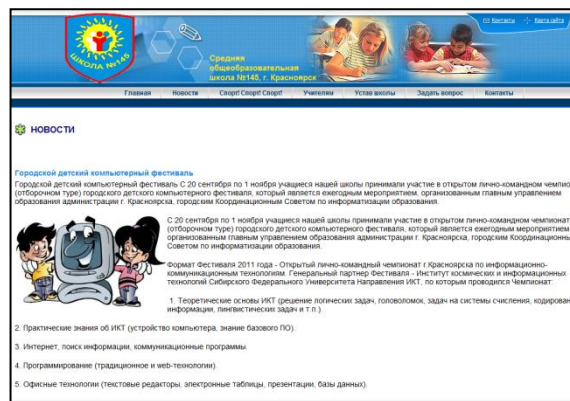 Контакты
Карта сайта
ШКОЛА №145
Средняя
общеобразовательная
школа №145, г. Красноярск
Главная Новости Спорт! Спорт! Спорт! Учителям Устав школы Задать вопрос Контакты
НОВОСТИ
Городской детский компьютерный фестиваль
Городской детский компьютерный фестиваль С 20 сентября по 1 ноября учащиеся нашей школы принимали участие в открытом лично-командном чемпио
(отборочном туре) городского детского компьютерного фестиваля, который является ежегодным мероприятием, организованным главным управлением
образования администрации г. Красноярска, городским Координационным Советом по информатизации образования.
С 20 сентября по 1 ноября учащиеся нашей школы принимали участие в открытом лично-командном чемпионат
(отборочном туре) городского детского компьютерного фестиваля, который является ежегодным мероприятием
организованным главным управлением образования администрации г. Красноярска, городским Координационны
Советом по информатизации образования.
Формат Фестиваля 2011 года - Открытый лично-командный чемпионат г.Красноярска по информационно-
коммуникационным технологиям. Генеральный партнер Фестиваля - Институт космических и информационных
технологий Сибирского Федерального Университета Направления ИКТ, по которым проводился Чемпионат:
1. Теоретические основы ИКТ (решение логических задач, головоломок, задач на системы счисления, кодирован
информации, лингвистических задач и т.п.).
2. Практические знания об ИКТ (устройство компьютера, знание базового ПО).
3. Интернет, поиск информации, коммуникационные программы.
4. Программирование (традиционное и web-технологии).
5. Офисные технологии (текстовые редакторы, электронные таблицы, презентации, базы данных).